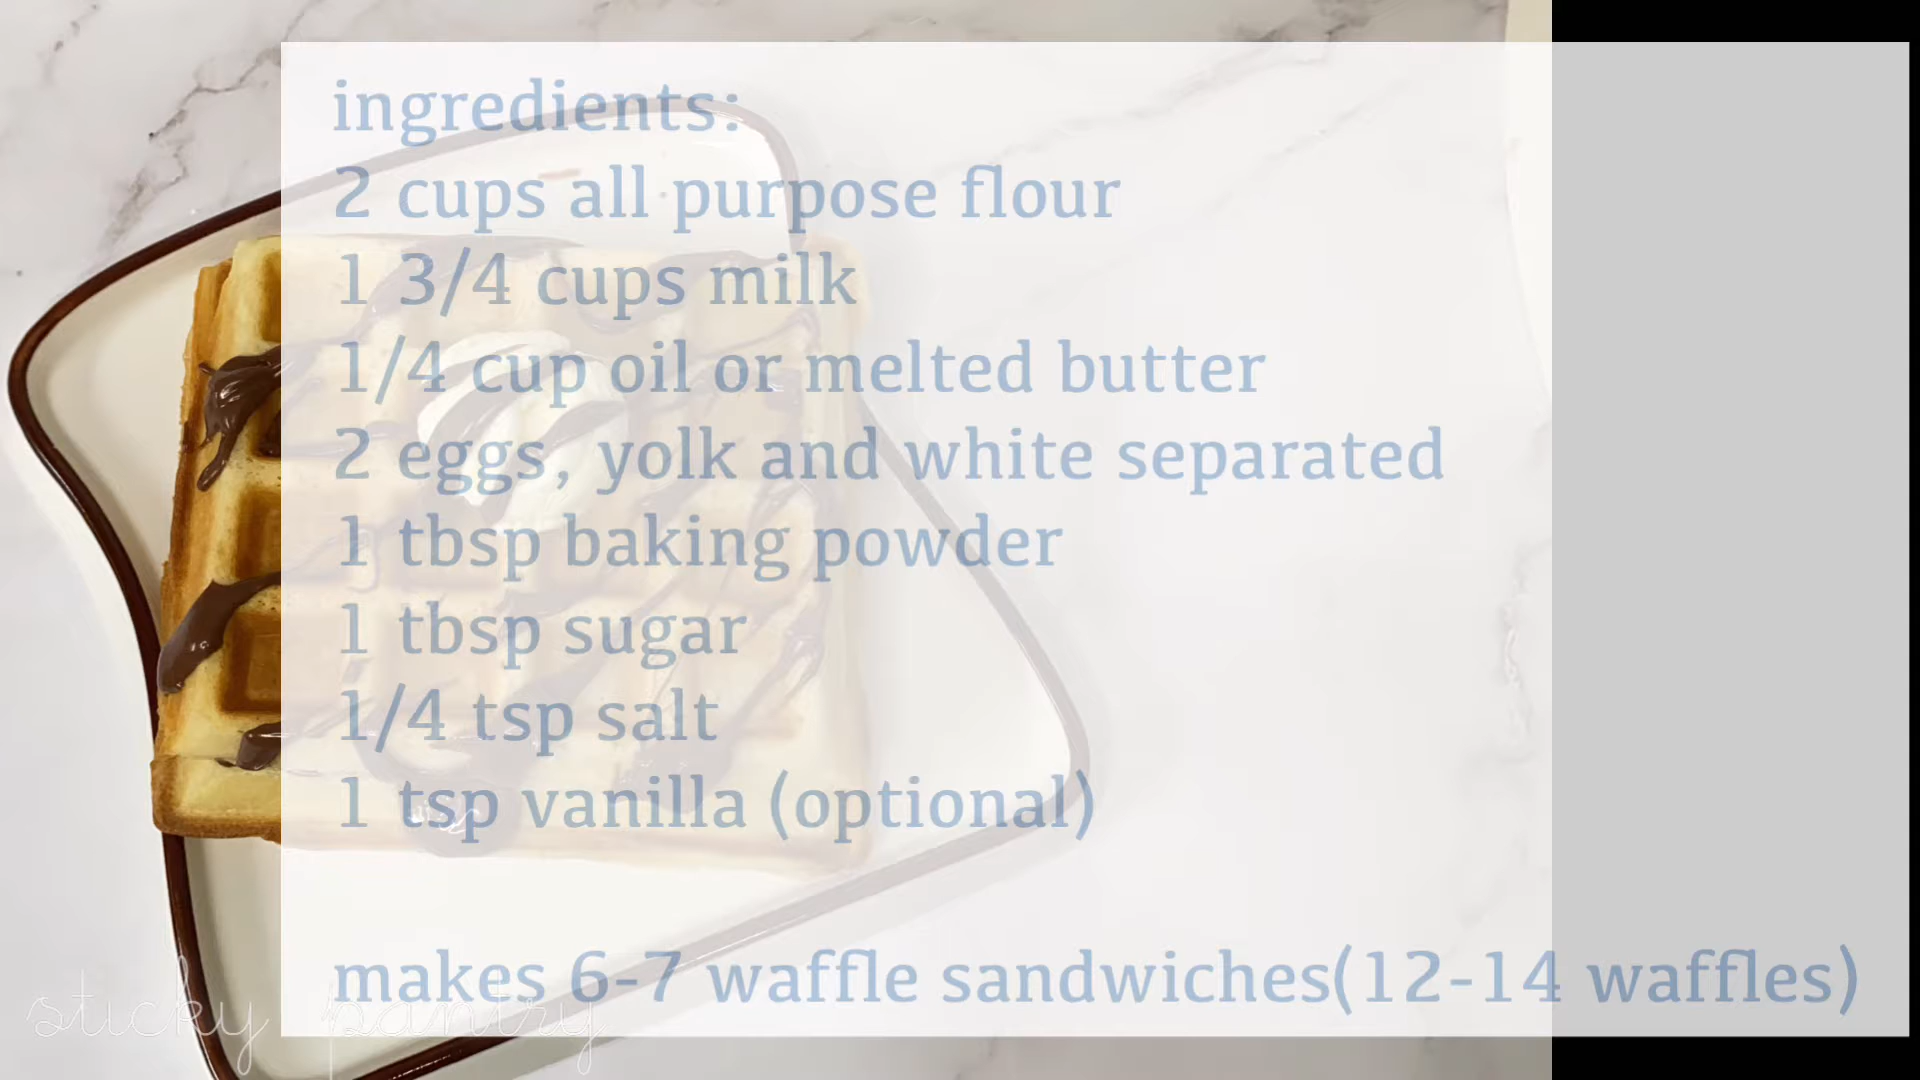 ingredients:
2 cups all purpose flour
1 3/4 cups milk
1/4 cup oil or melted butter
2 eggs, yolk and white separated
1 tbsp baking powder
1 tbsp sugar
1/4 tsp salt
1 tsp vanilla (optional)
makes 6-7 waffle sandwiches(12-14 waffles)
sticky pantry